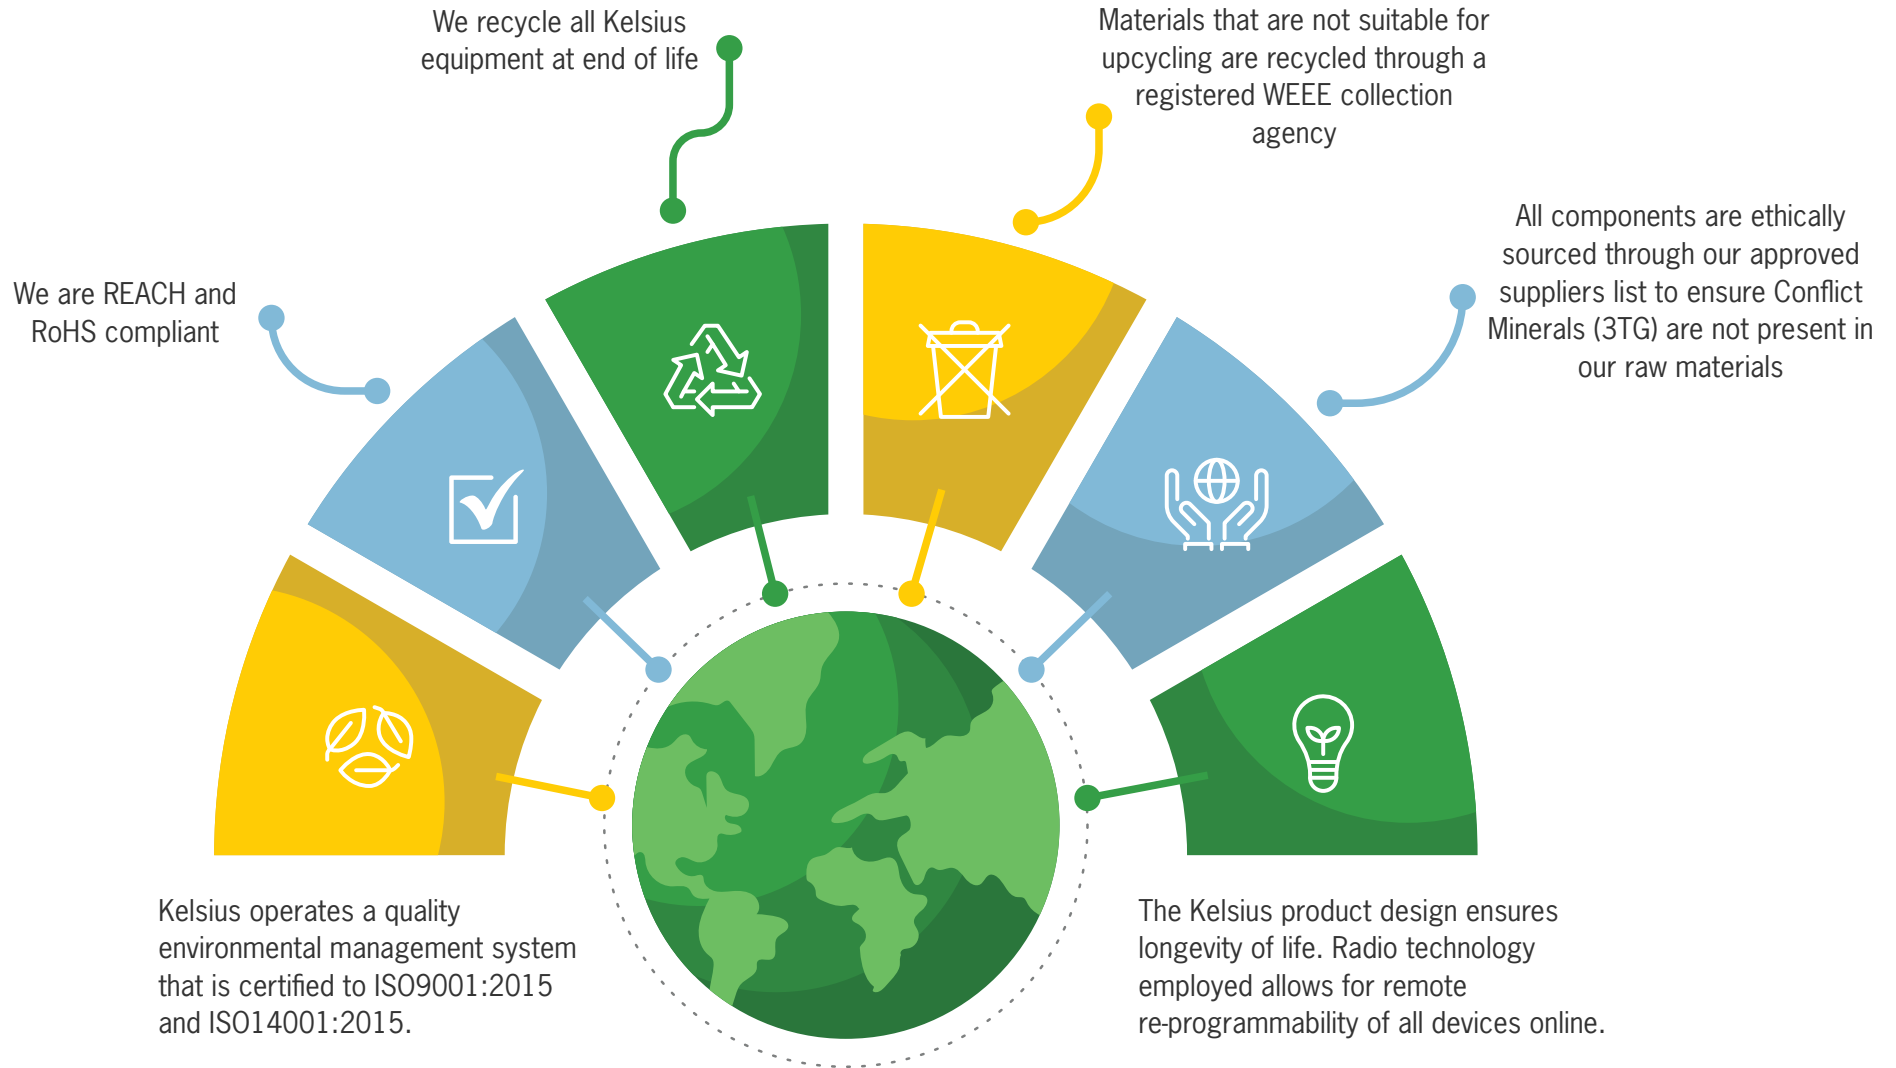 We recycle all Kelsius
equipment at end of life
Materials that are not suitable for
upcycling are recycled through a
registered WEEE collection
agency
We are REACH and
RoHS compliant
All components are ethically
sourced through our approved
suppliers list to ensure Conflict
Minerals (3TG) are not present in
our raw materials
Kelsius operates a quality
environmental management system
that is certified to ISO9001:2015
and ISO14001:2015.
The Kelsius product design ensures
longevity of life. Radio technology
employed allows for remote
re-programmability of all devices online.